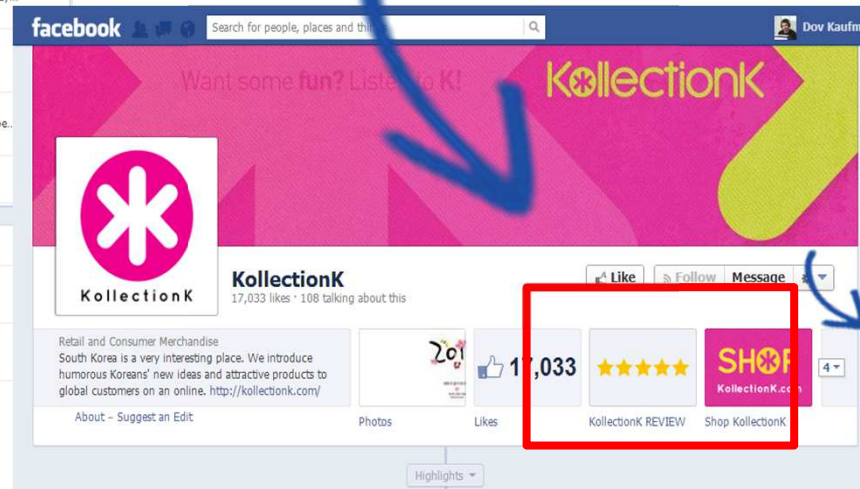 facebook
Search for people, places and
Dov Kaufm
Want some fun? Listen to K!
KollectionK
KollectionK
KollectionK
17,033 likes · 108 talking about this
Like
Follow
Message
Retail and Consumer Merchandise
South Korea is a very interesting place. We introduce
humorous Koreans' new ideas and attractive products to
global customers on an online. http://kollectionk.com/
About – Suggest an Edit
201
Photos
17,033
Likes
KollectionK REVIEW
SHOP
KollectionK.com
Shop KollectionK
4
Highlights